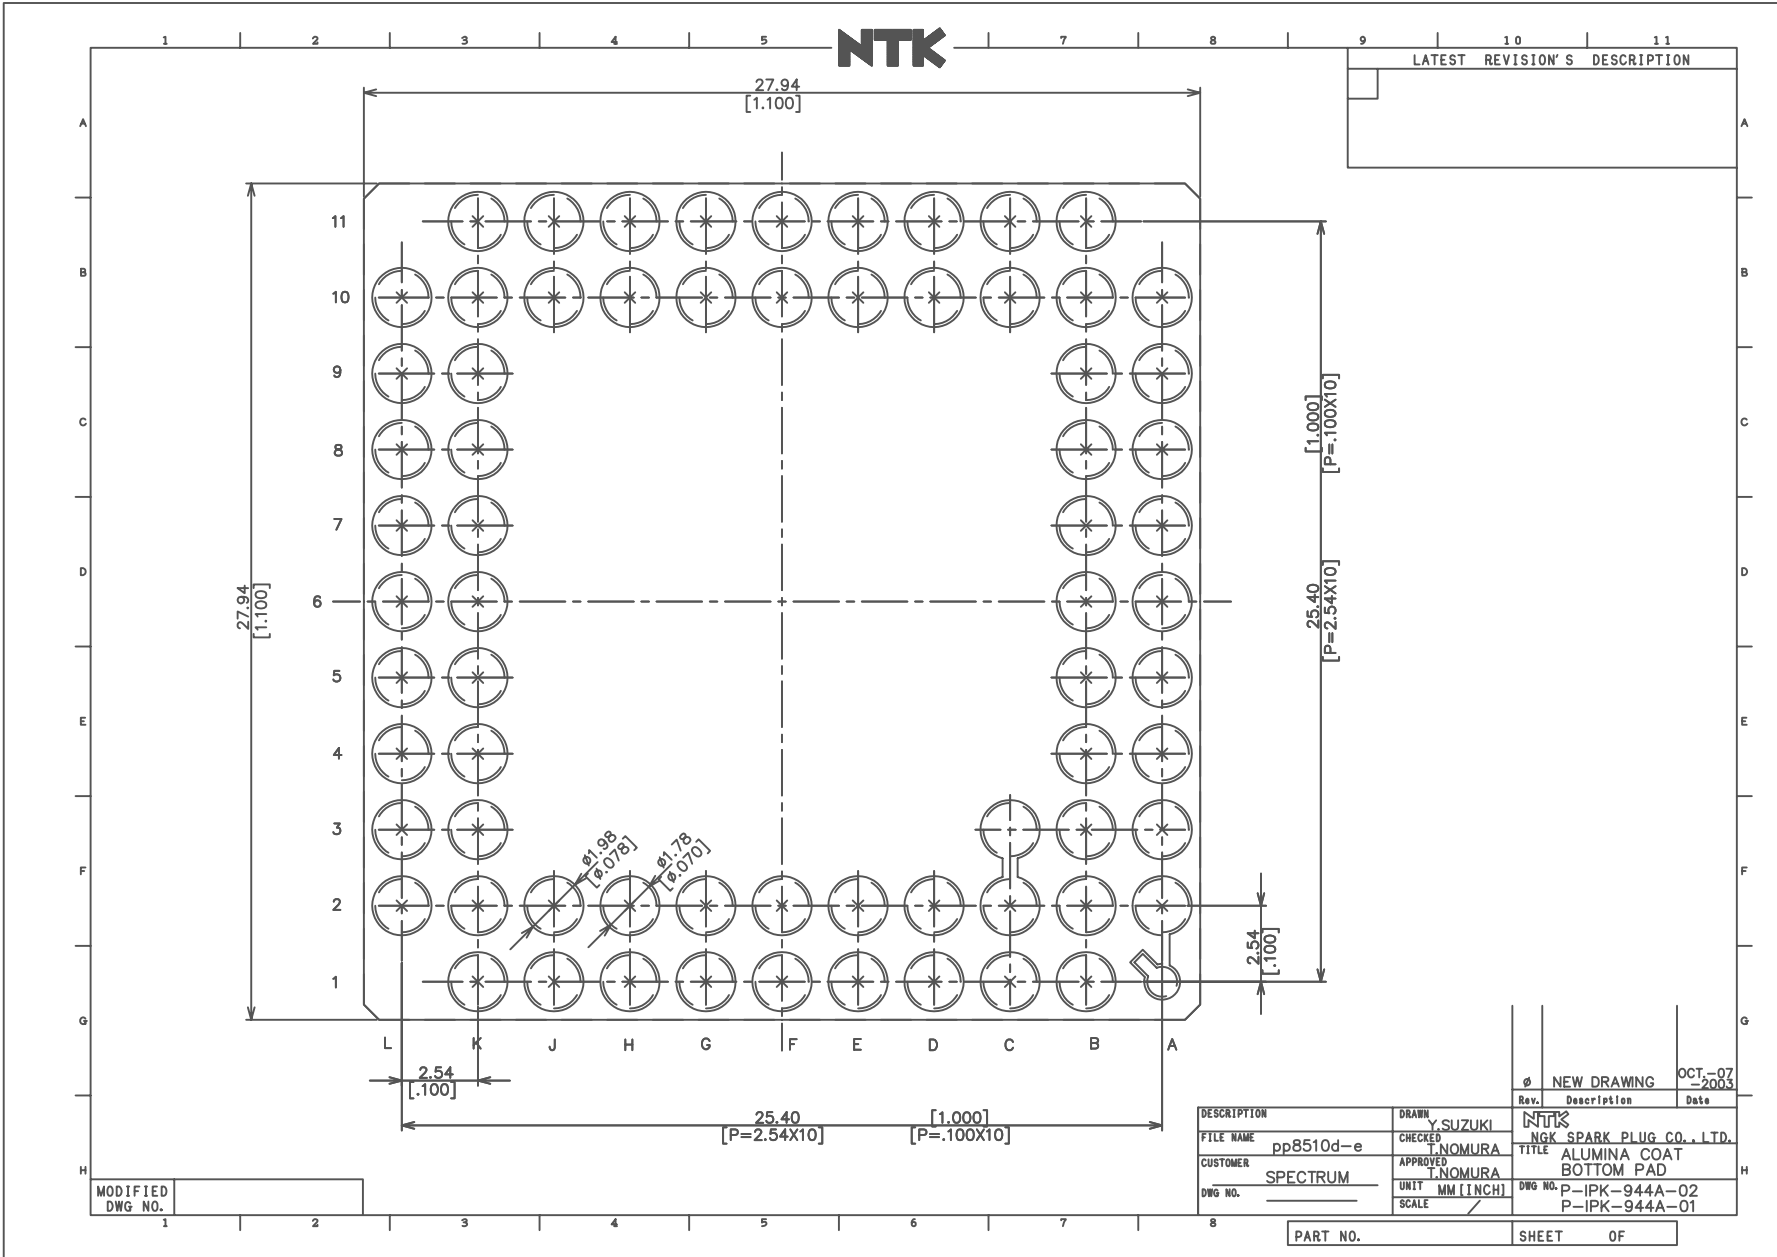 1 2 3 4 5 NTK 7 8 9 10 11
LATEST REVISION'S DESCRIPTION
27.94
[1.100]
A
A
11
B
10
B
9
C
8
C
[1.000]
[P=.100X10]
7
D
D
27.94
[1.100]
6
25.40
[P=2.54X10]
5
E
E
4
3
ø1.98
[ø.078]
ø1.78
[ø.070]
F
F
2
2.54
[.100]
1
G
G
L K J H G F E D C B A
2.54
[.100]
25.40 [1.000]
[P=2.54X10] [P=.100X10]
ø NEW DRAWING OCT.-07
-2003
Rev. Description Date
DESCRIPTION
DRAWN Y.SUZUKI
NTK
NGK SPARK PLUG CO.,LTD.
FILE NAME pp8510d-e
CHECKED T.NOMURA
TITLE ALUMINA COAT
BOTTOM PAD
CUSTOMER SPECTRUM
APPROVED T.NOMURA
H
H
DWG NO.
UNIT MM[INCH]
SCALE /
DWG NO. P-IPK-944A-02
P-IPK-944A-01
MODIFIED
DWG NO.
1 2 3 4 5 6 7 8
PART NO. SHEET OF